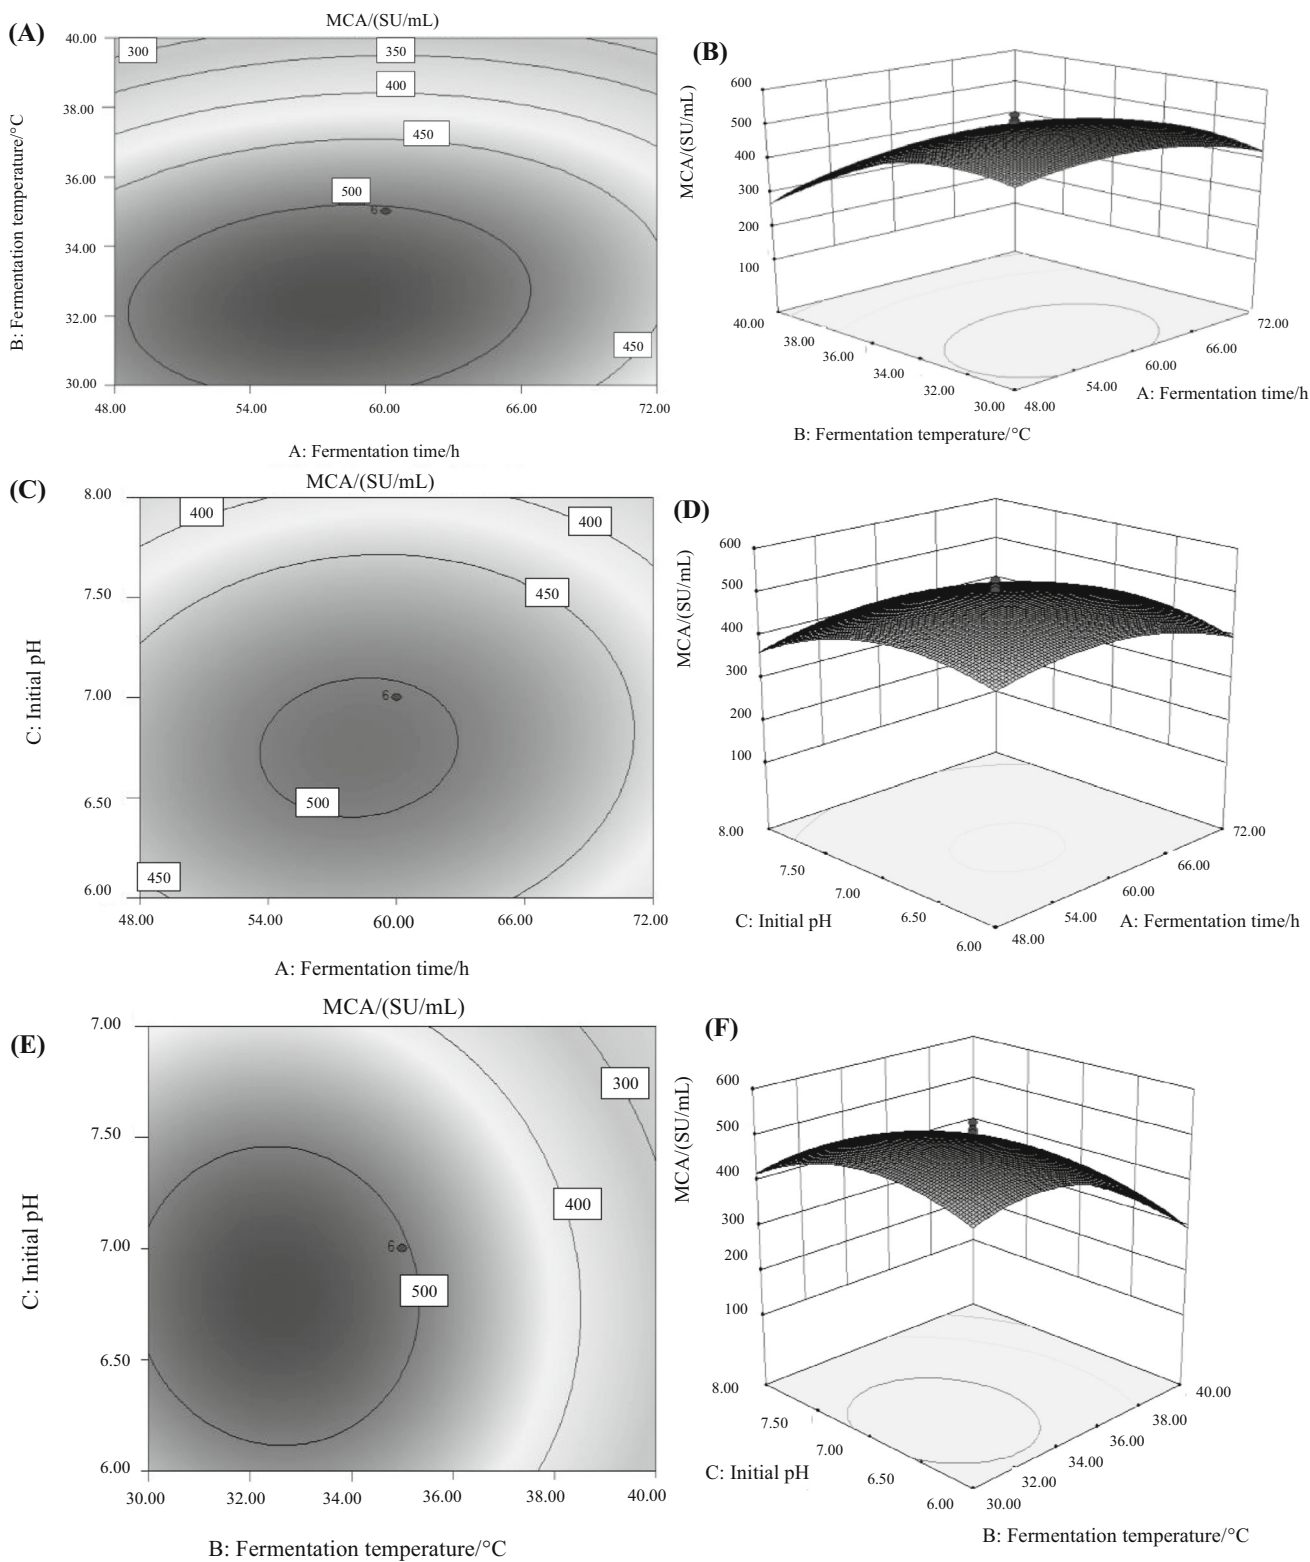 (A)
MCA/(SU/mL)
40.00
38.00
36.00
34.00
32.00
30.00
B: Fermentation temperature/°C
300
350
400
450
500
6
450
48.00 54.00 60.00 66.00 72.00
A: Fermentation time/h
(B)
600
500
400
300
200
100
MCA/(SU/mL)
40.00 38.00 36.00 34.00 32.00 30.00
48.00 54.00 60.00 66.00 72.00
B: Fermentation temperature/°C
A: Fermentation time/h
(C)
MCA/(SU/mL)
8.00
7.50
7.00
6.50
6.00
C: Initial pH
400
400
450
6
500
450
48.00 54.00 60.00 66.00 72.00
A: Fermentation time/h
(D)
600
500
400
300
200
100
MCA/(SU/mL)
8.00 7.50 7.00 6.50 6.00
48.00 54.00 60.00 66.00 72.00
C: Initial pH
A: Fermentation time/h
(E)
MCA/(SU/mL)
7.00
7.50
7.00
6.50
6.00
C: Initial pH
300
400
6
500
30.00 32.00 34.00 36.00 38.00 40.00
B: Fermentation temperature/°C
(F)
600
500
400
300
200
100
MCA/(SU/mL)
8.00 7.50 7.00 6.50 6.00
30.00 32.00 34.00 36.00 38.00 40.00
C: Initial pH
B: Fermentation temperature/°C